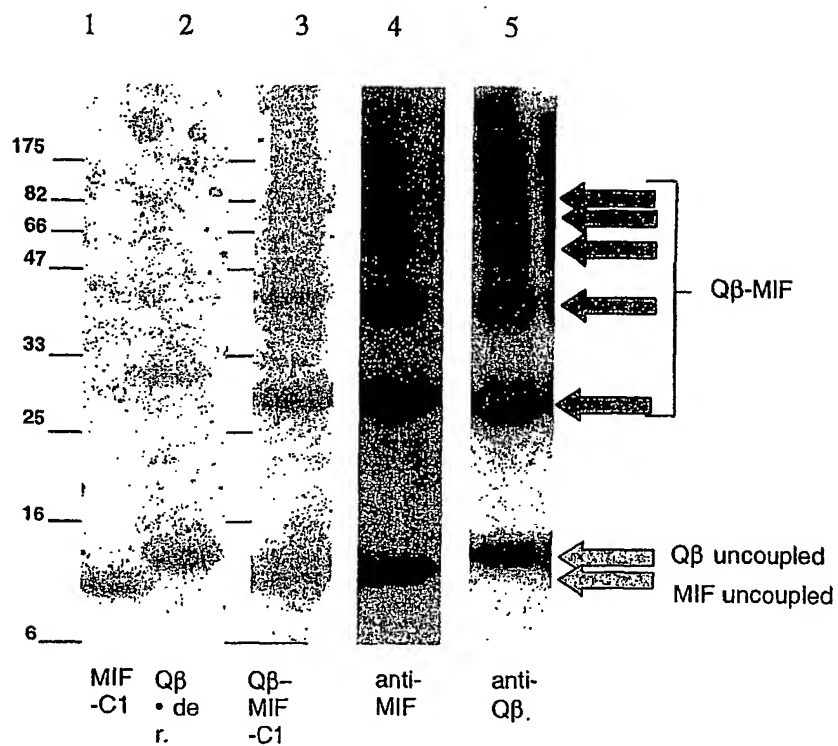 1 2 3 4 5
175
82
66
47
Qβ-MIF
33
25
16
Qβ uncoupled
MIF uncoupled
6
MIF
-C1
Qβ
• de
r.
Qβ–
MIF
-C1
anti-
MIF
anti-
Qβ.